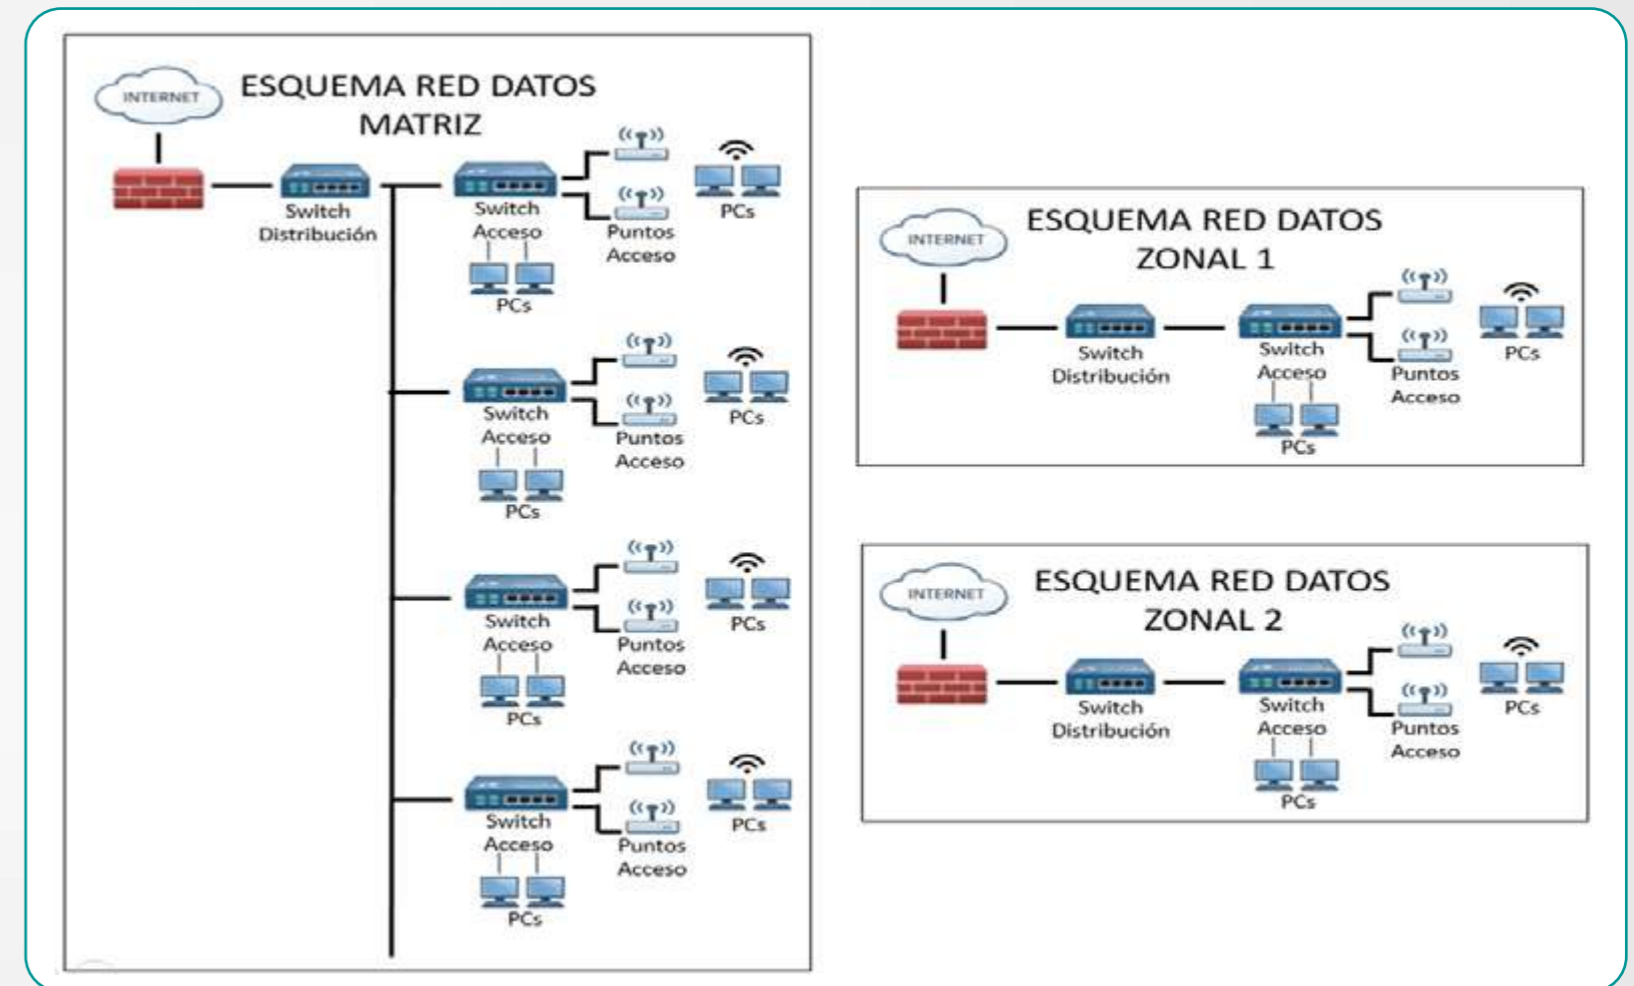 INTERNET
ESQUEMA RED DATOS
MATRIZ
Switch
Distribución
Switch
Acceso
PCs
Puntos
Acceso
PCs
Switch
Acceso
PCs
Puntos
Acceso
PCs
Switch
Acceso
PCs
Puntos
Acceso
PCs
Switch
Acceso
PCs
Puntos
Acceso
PCs
INTERNET
ESQUEMA RED DATOS
ZONAL 1
Switch
Distribución
Switch
Acceso
PCs
Puntos
Acceso
PCs
INTERNET
ESQUEMA RED DATOS
ZONAL 2
Switch
Distribución
Switch
Acceso
PCs
Puntos
Acceso
PCs